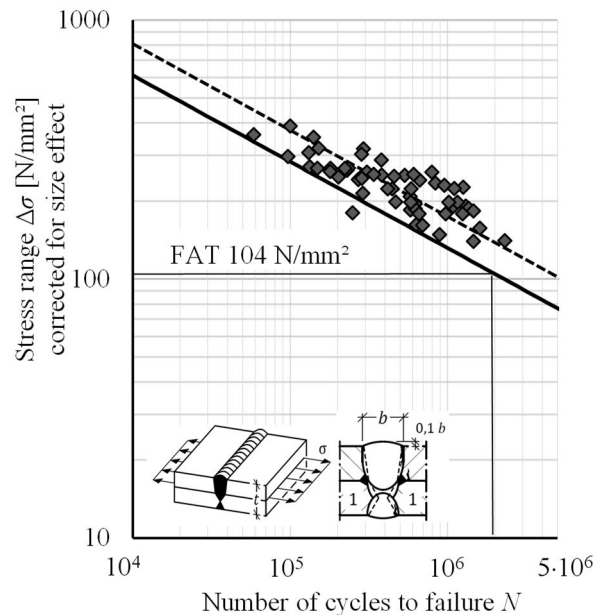 1000
Stress range Δσ [N/mm²]
corrected for size effect
FAT 104 N/mm²
100
b
0,1 b
σ
t
1
1
10
10⁴
10⁵
10⁶
5·10⁶
Number of cycles to failure N